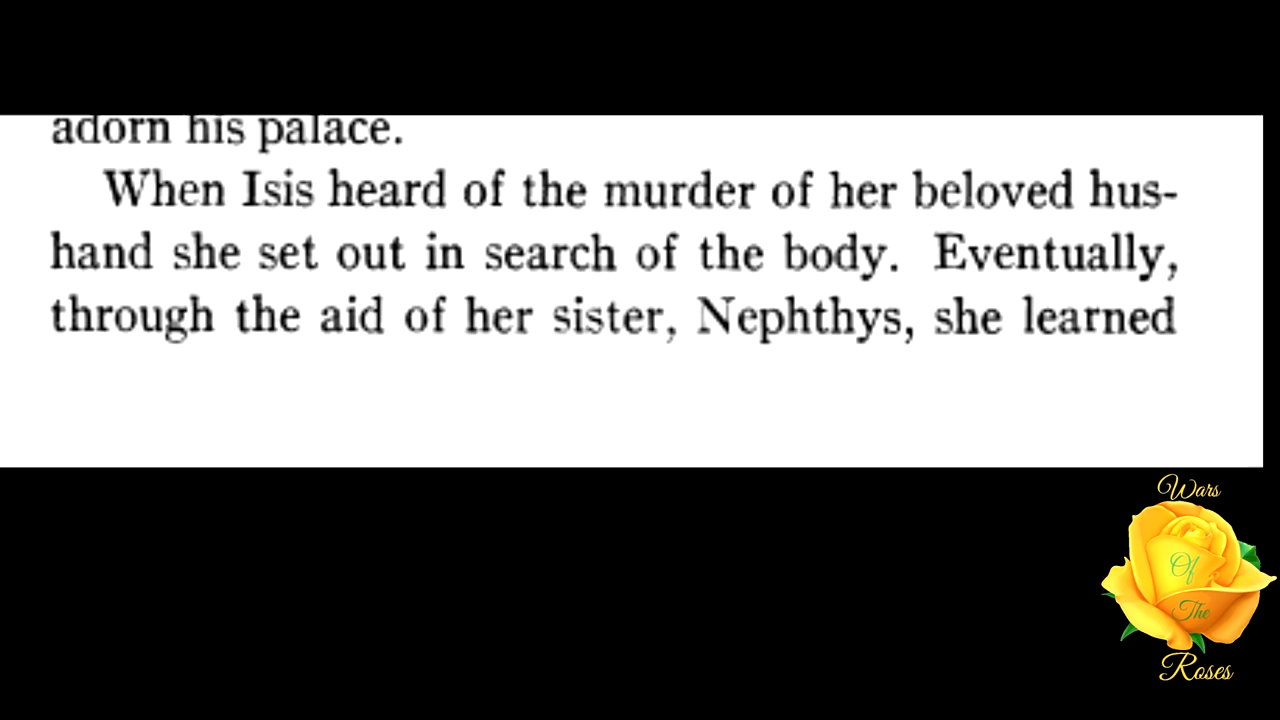 adorn his palace.
When Isis heard of the murder of her beloved hus-
hand she set out in search of the body. Eventually,
through the aid of her sister, Nephthys, she learned
Wars
Of
The
Roses